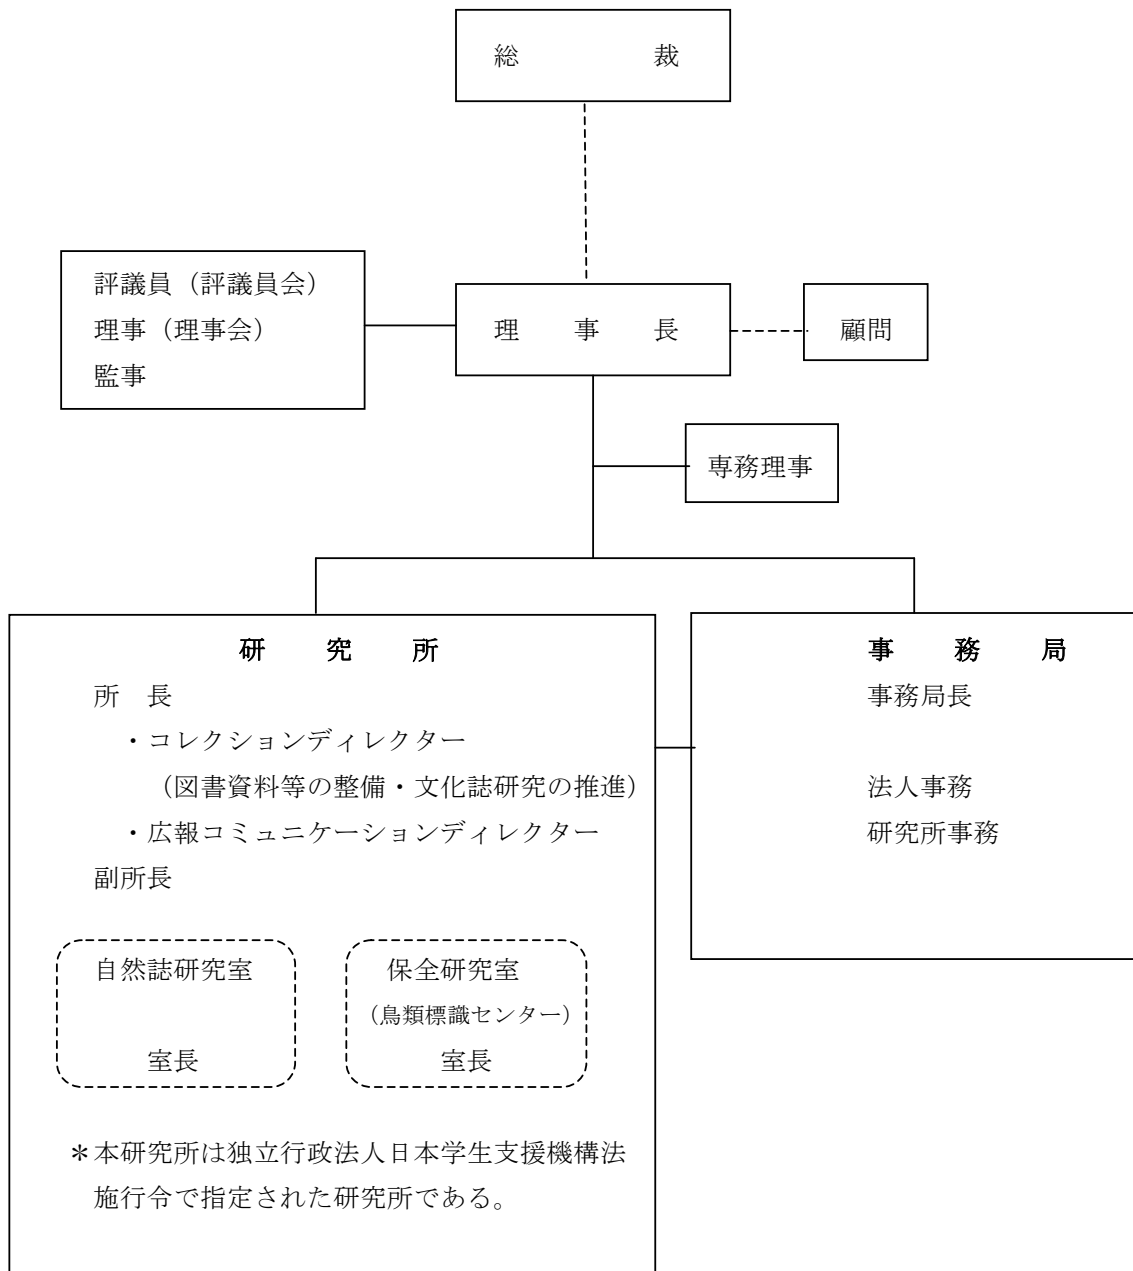 総 裁
評議員（評議員会）
理事（理事会）
監事
理 事 長
顧問
専務理事
研 究 所
所 長
・コレクションディレクター
（図書資料等の整備・文化誌研究の推進）
・広報コミュニケーションディレクター
副所長
自然誌研究室
室長
保全研究室
（鳥類標識センター）
室長
＊本研究所は独立行政法人日本学生支援機構法
施行令で指定された研究所である。
事 務 局
事務局長
法人事務
研究所事務